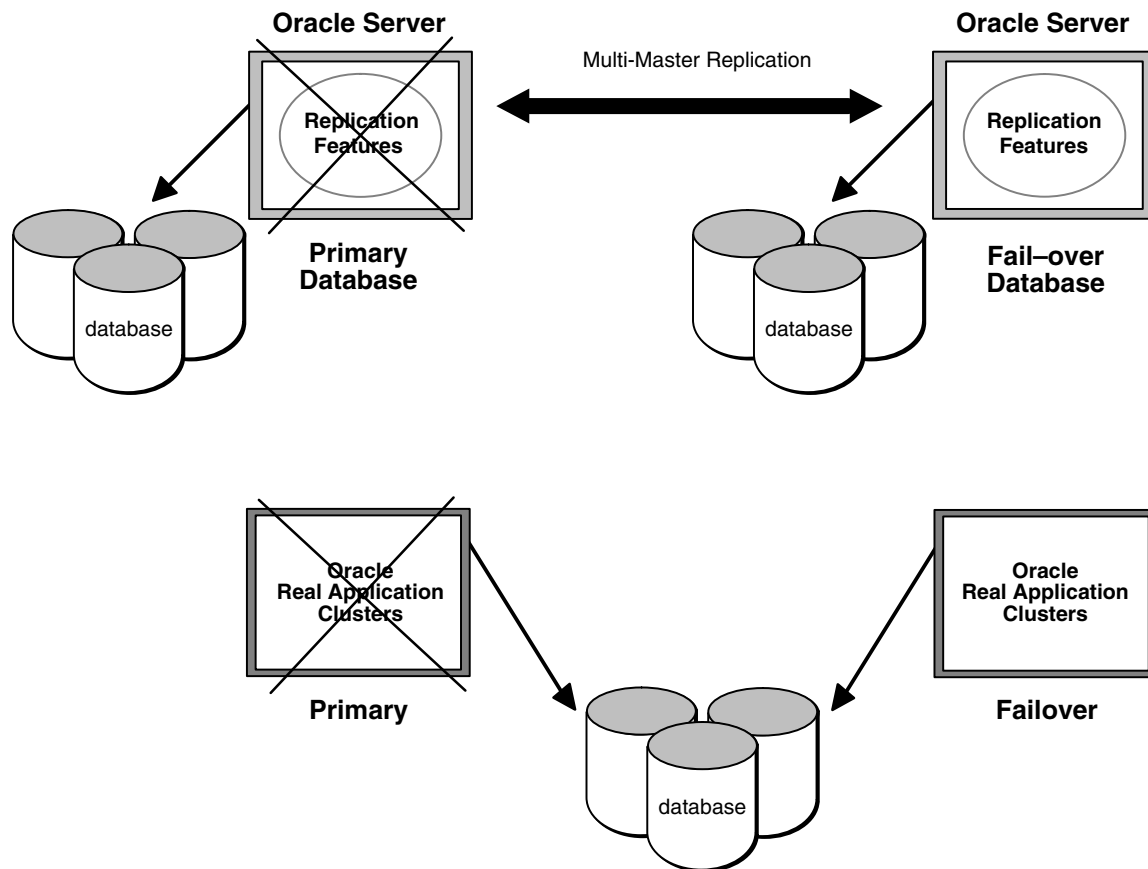 Oracle Server
Oracle Server
Multi-Master Replication
Replication
Features
Replication
Features
Primary
Database
Fail–over
Database
database
database
Oracle
Real Application
Clusters
Oracle
Real Application
Clusters
Primary
Failover
database